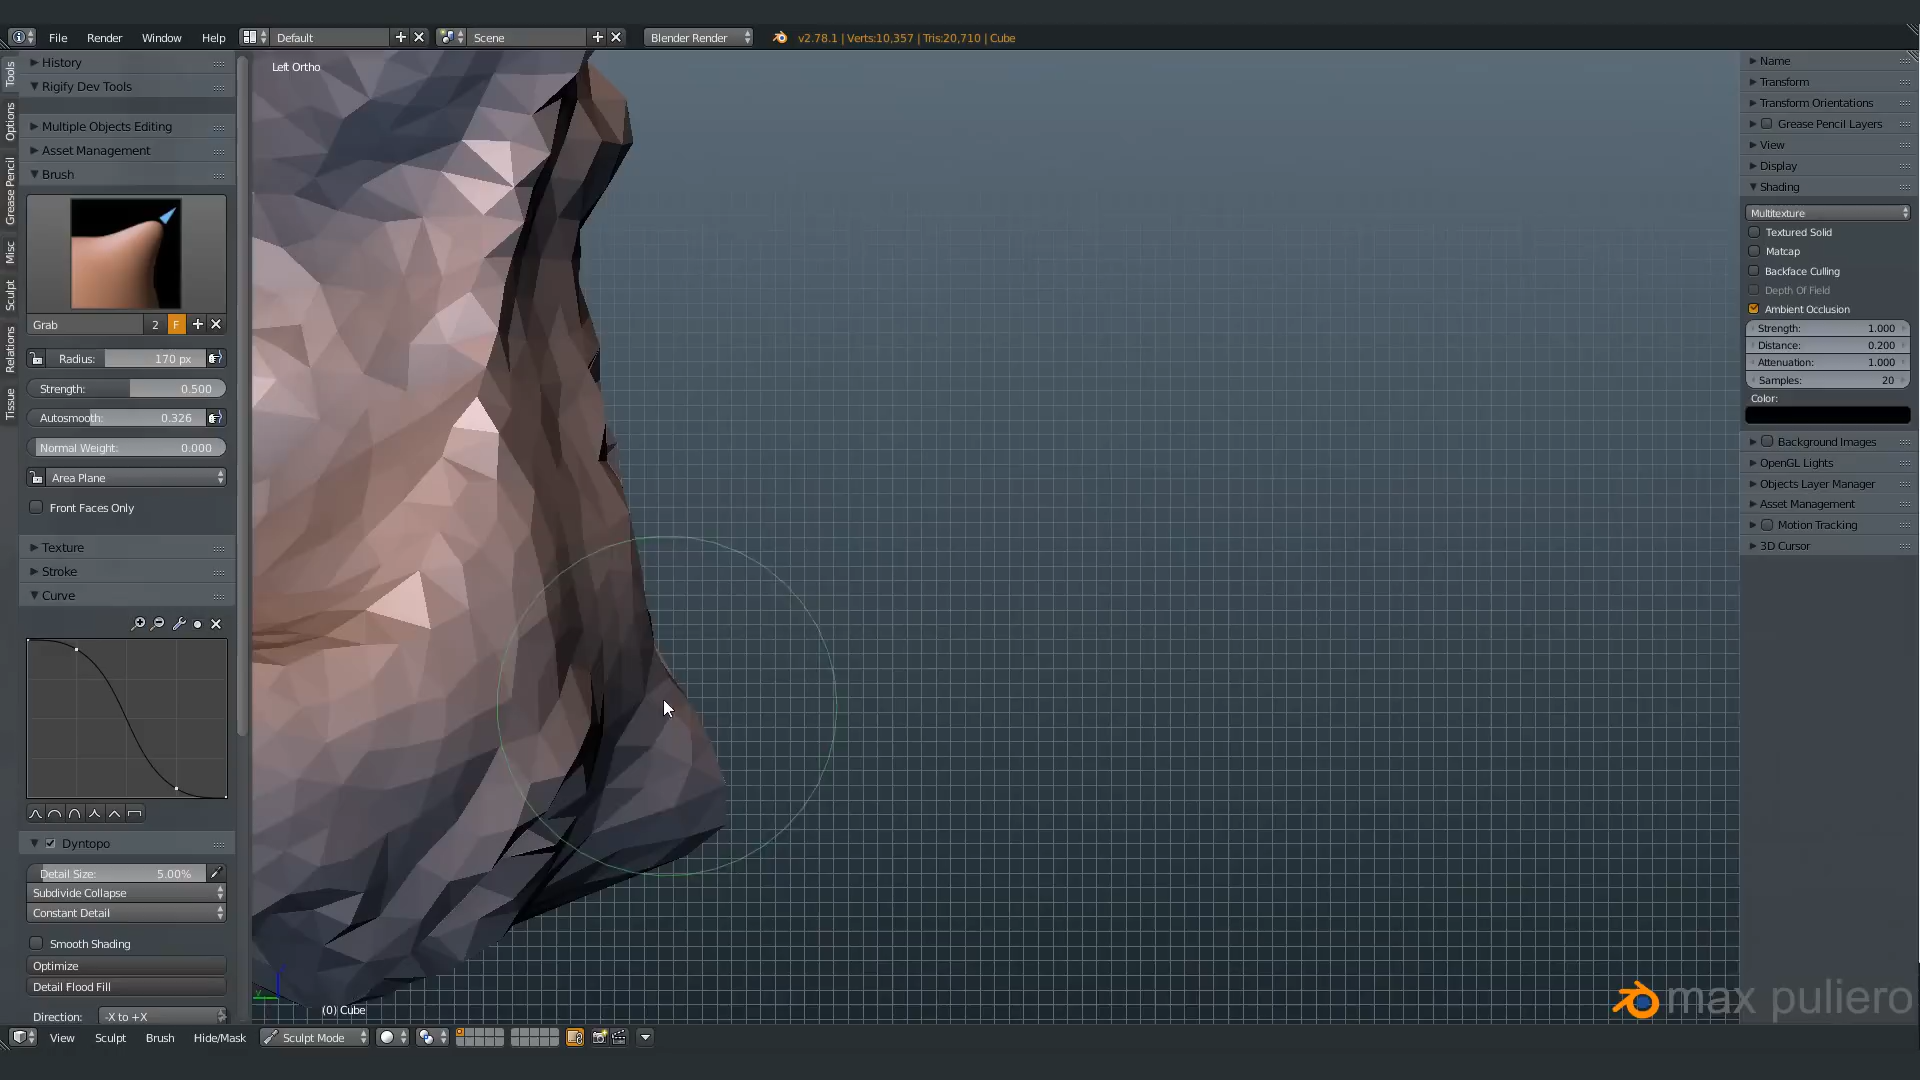 File Render Window Help Default Scene Blender Render v2.78.1 | Verts:10,357 | Tris:20,710 | Cube
Tools
Options
Grease Pencil
Misc
Sculpt
Relations
Tissue
History
Rigify Dev Tools
Multiple Objects Editing
Asset Management
Brush
Grab 2 F
Radius: 170 px
Strength: 0.500
Autosmooth: 0.326
Normal Weight: 0.000
Area Plane
Front Faces Only
Texture
Stroke
Curve
Dyntopo
Detail Size: 5.00%
Subdivide Collapse
Constant Detail
Smooth Shading
Optimize
Detail Flood Fill
Direction: -X to +X
Left Ortho
(0) Cube
Name
Transform
Transform Orientations
Grease Pencil Layers
View
Display
Shading
Multitexture
Textured Solid
Matcap
Backface Culling
Depth Of Field
Ambient Occlusion
Strength: 1.000
Distance: 0.200
Attenuation: 1.000
Samples: 20
Color:
Background Images
OpenGL Lights
Objects Layer Manager
Asset Management
Motion Tracking
3D Cursor
max puliero
View Sculpt Brush Hide/Mask Sculpt Mode